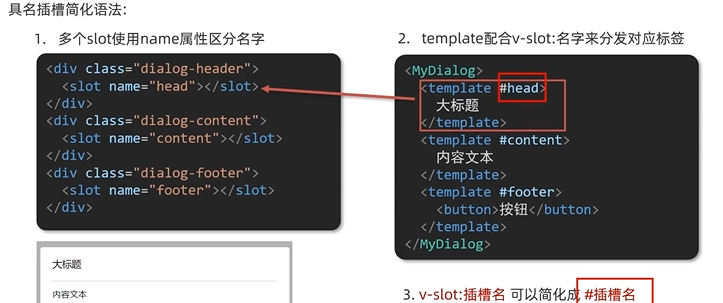 具名插槽简化语法：
1. 多个slot使用name属性区分名字
<div class="dialog-header">
<slot name="head"></slot>
</div>
<div class="dialog-content">
<slot name="content"></slot>
</div>
<div class="dialog-footer">
<slot name="footer"></slot>
</div>
大标题
内容文本
2. template配合v-slot:名字来分发对应标签
<MyDialog>
<template #head>
大标题
</template>
<template #content>
内容文本
</template>
<template #footer>
<button>按钮</button>
</template>
</MyDialog>
3. v-slot:插槽名 可以简化成 #插槽名